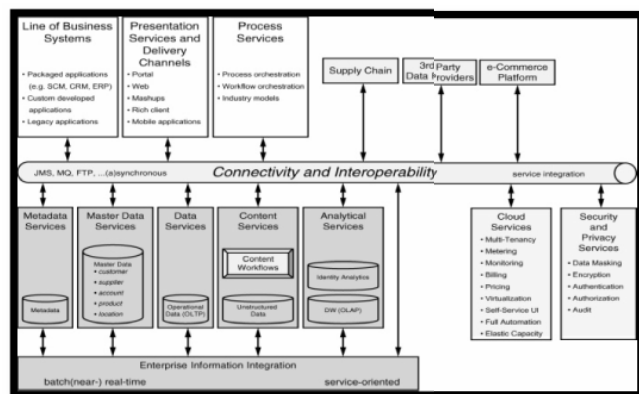 Line of Business
Systems
• Packaged applications
(e.g. SCM, CRM, ERP)
• Custom developed
applications
• Legacy applications
Presentation
Services and
Delivery
Channels
• Portal
• Web
• Mashups
• Rich client
• Mobile applications
Process
Services
• Process orchestration
• Workflow orchestration
• Industry models
Supply Chain
3rd Party
Data Providers
e-Commerce
Platform
JMS, MQ, FTP, ...(a)synchronous
Connectivity and Interoperability
service integration
Metadata
Services
Metadata
Master Data
Services
Master Data
• customer
• supplier
• account
• product
• location
Data
Services
Operational
Data (OLTP)
Content
Services
Content
Workflows
Unstructured
Data
Analytical
Services
Identity Analytics
DW (OLAP)
Cloud
Services
• Multi-Tenancy
• Metering
• Monitoring
• Billing
• Pricing
• Virtualization
• Self-Service UI
• Full Automation
• Elastic Capacity
Security
and
Privacy
Services
• Data Masking
• Encryption
• Authentication
• Authorization
• Audit
Enterprise Information Integration
batch(near-) real-time
service-oriented